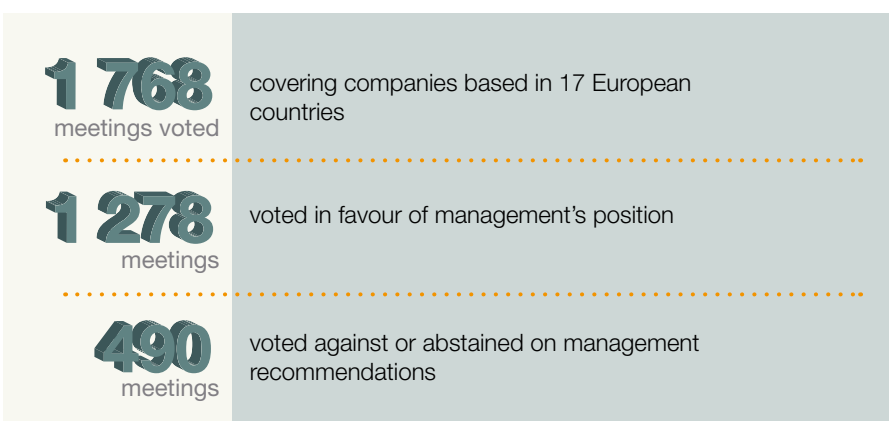 1 768
meetings voted
covering companies based in 17 European
countries
1 278
meetings
voted in favour of management’s position
490
meetings
voted against or abstained on management
recommendations